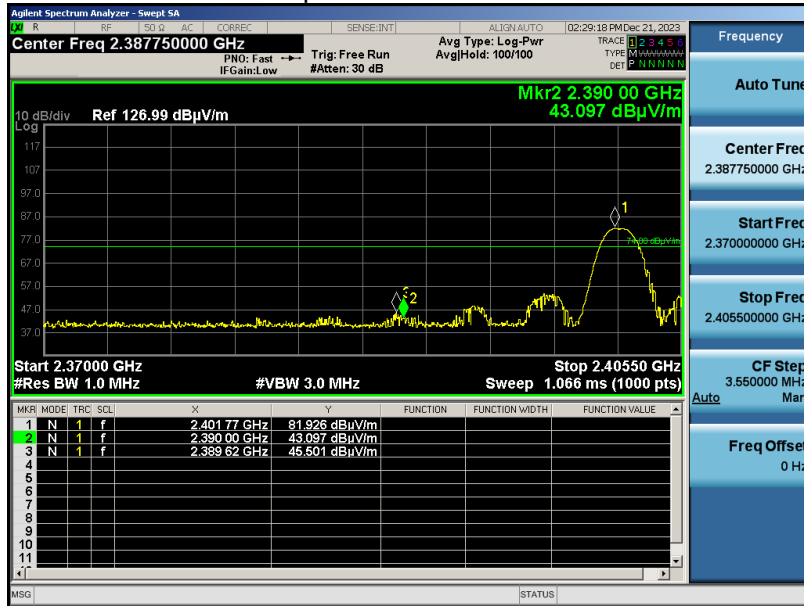 Agilent Spectrum Analyzer - Swept SA
LXI R RF 50 Ω AC CORREC SENSE:INT ALIGN AUTO 02:29:18 PM Dec 21, 2023
Center Freq 2.387750000 GHz
PNO: Fast
IFGain:Low
Trig: Free Run
#Atten: 30 dB
Avg Type: Log-Pwr
Avg|Hold: 100/100
TRACE 1 2 3 4 5 6
TYPE M
DET P N N N N N
Mkr2 2.390 00 GHz
43.097 dBµV/m
10 dB/div Ref 126.99 dBµV/m
Log
117
107
97.0
87.0
77.0
67.0
57.0
47.0
37.0
1
74.00 dBµV/m
2
Start 2.37000 GHz Stop 2.40550 GHz
#Res BW 1.0 MHz #VBW 3.0 MHz Sweep 1.066 ms (1000 pts)
MKR MODE TRC SCL X Y FUNCTION FUNCTION WIDTH FUNCTION VALUE
1 N 1 f 2.401 77 GHz 81.926 dBµV/m
2 N 1 f 2.390 00 GHz 43.097 dBµV/m
3 N 1 f 2.389 62 GHz 45.501 dBµV/m
4
5
6
7
8
9
10
11
MSG STATUS
Frequency
Auto Tune
Center Freq
2.387750000 GHz
Start Freq
2.370000000 GHz
Stop Freq
2.405500000 GHz
CF Step
3.550000 MHz
Auto Man
Freq Offset
0 Hz